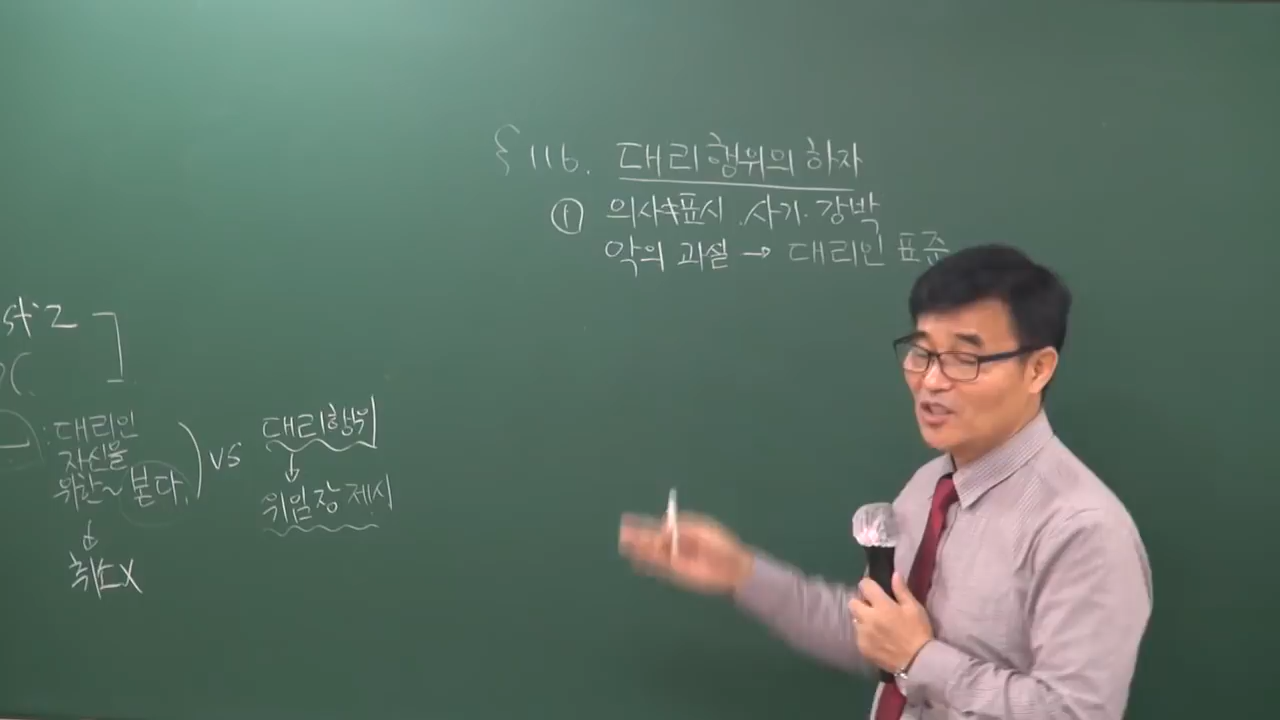 §116. 대리행위의 하자
① 의사≠표시. 사기. 강박
악의 과실 → 대리인 표준
대리인
자신을
위한~ 본다.
↓
취소X
VS
대리행위
↓
위임장 제시